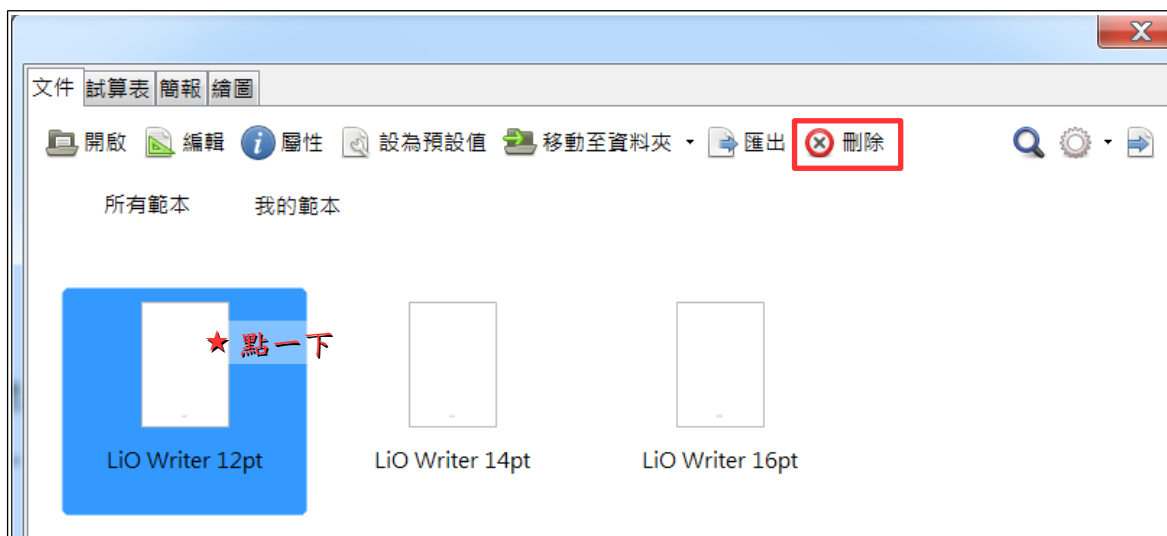 文件 試算表 簡報 繪圖
開啟 編輯 屬性 設為預設值 移動至資料夾 匯出 刪除
所有範本 我的範本
★ 點一下
LiO Writer 12pt LiO Writer 14pt LiO Writer 16pt